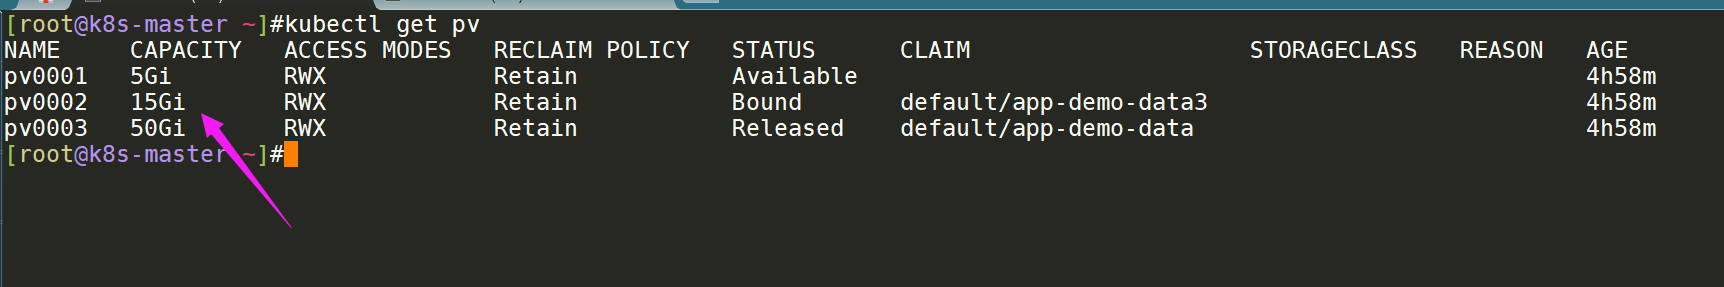 [root@k8s-master ~]#kubectl get pv
NAME CAPACITY ACCESS MODES RECLAIM POLICY STATUS CLAIM STORAGECLASS REASON AGE
pv0001 5Gi RWX Retain Available 4h58m
pv0002 15Gi RWX Retain Bound default/app-demo-data3 4h58m
pv0003 50Gi RWX Retain Released default/app-demo-data 4h58m
[root@k8s-master ~]#